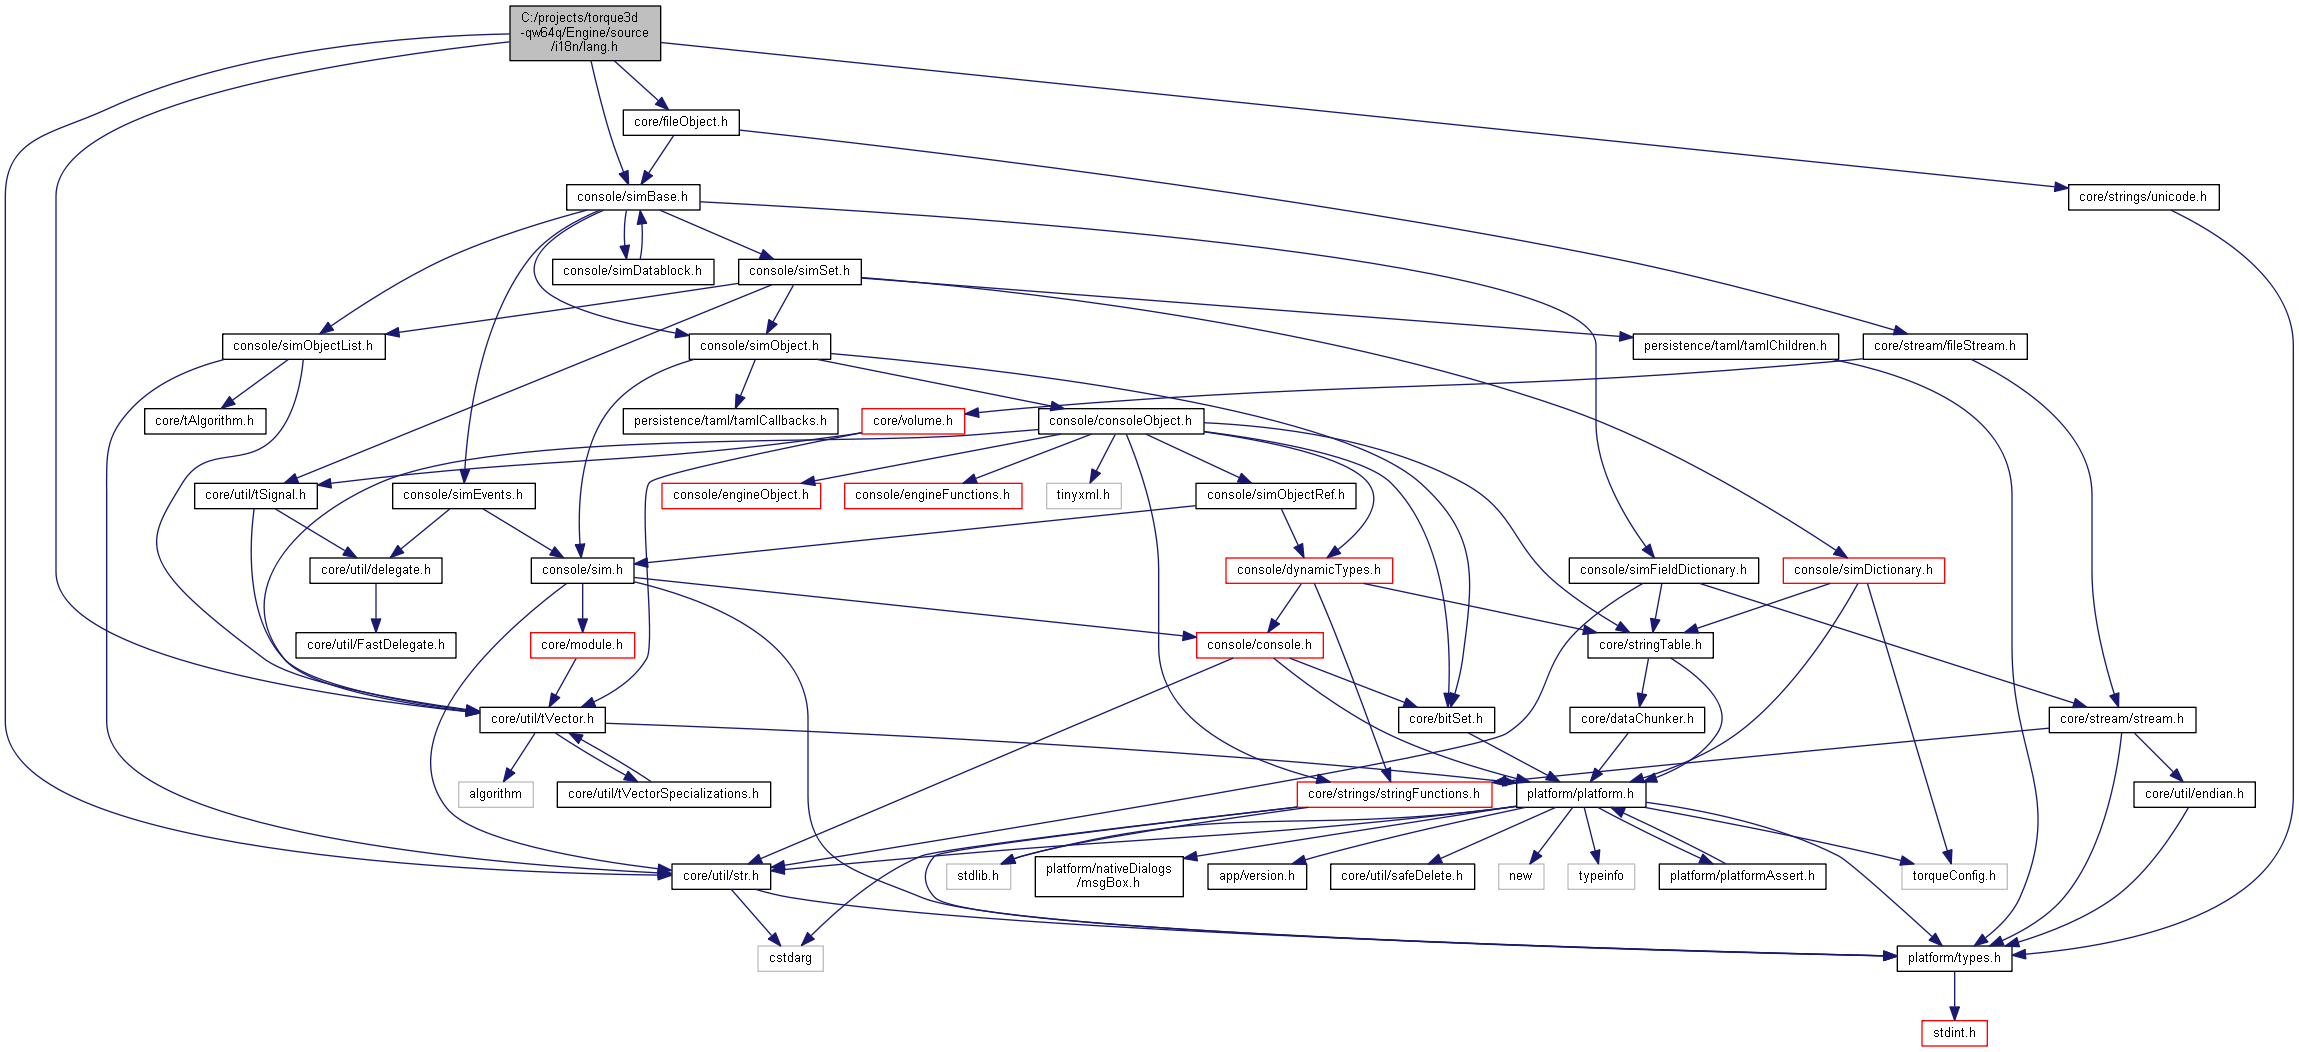 C:/projects/torque3d
-qw64q/Engine/source
/i18n/lang.h
core/fileObject.h
console/simBase.h
core/strings/unicode.h
console/simDatablock.h
console/simSet.h
console/simObjectList.h
console/simObject.h
persistence/taml/tamlChildren.h
core/stream/fileStream.h
core/tAlgorithm.h
persistence/taml/tamlCallbacks.h
core/volume.h
console/consoleObject.h
core/util/tSignal.h
console/simEvents.h
console/engineObject.h
console/engineFunctions.h
tinyxml.h
console/simObjectRef.h
core/util/delegate.h
console/sim.h
console/dynamicTypes.h
console/simFieldDictionary.h
console/simDictionary.h
core/util/FastDelegate.h
core/module.h
console/console.h
core/stringTable.h
core/util/tVector.h
core/bitSet.h
core/dataChunker.h
core/stream/stream.h
algorithm
core/util/tVectorSpecializations.h
core/strings/stringFunctions.h
platform/platform.h
core/util/endian.h
core/util/str.h
stdlib.h
platform/nativeDialogs
/msgBox.h
app/version.h
core/util/safeDelete.h
new
typeinfo
platform/platformAssert.h
torqueConfig.h
cstdarg
platform/types.h
stdint.h